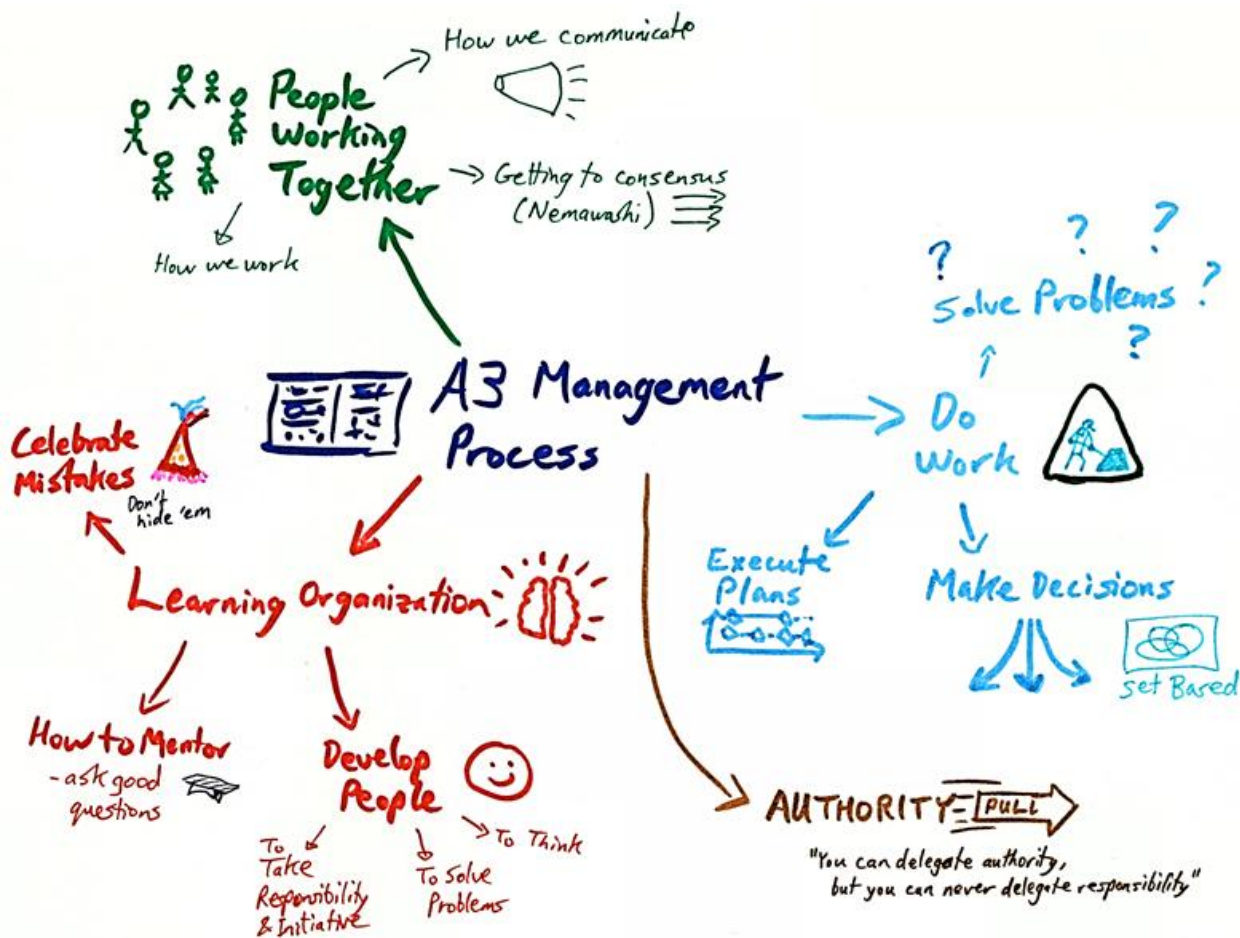 How we communicate
People
Working
Together
Getting to consensus
(Nemawashi)
How we work
A3 Management
Process
Solve Problems
? ? ? ? ?
Do
Work
Execute
Plans
Make Decisions
set Based
Celebrate
Mistakes
Don't
hide 'em
Learning Organization
How to Mentor
- ask good
questions
Develop
People
To
Take
Responsibility
& Initiative
To Solve
Problems
To Think
AUTHORITY
PULL
"You can delegate authority,
but you can never delegate responsibility"